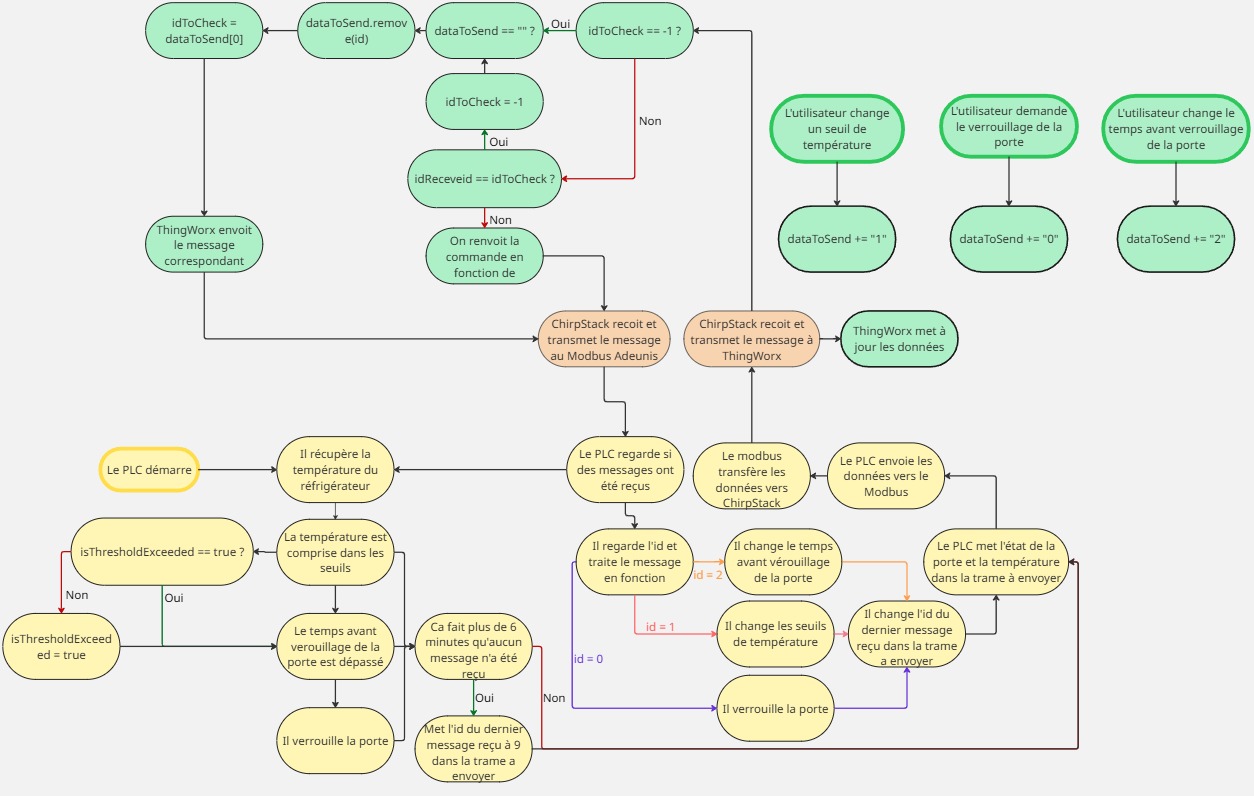 idToCheck =
dataToSend[0]
dataToSend.remov
e(id)
dataToSend == "" ?
Oui
idToCheck == -1 ?
idToCheck = -1
Oui
Non
idReceveid == idToCheck ?
Non
On renvoit la
commande en
fonction de
ThingWorx envoit
le message
correspondant
L'utilisateur change
un seuil de
température
L'utilisateur demande
le verrouillage de la
porte
L'utilisateur change le
temps avant verrouillage
de la porte
dataToSend += "1"
dataToSend += "0"
dataToSend += "2"
ChirpStack recoit et
transmet le message
au Modbus Adeunis
ChirpStack recoit et
transmet le message à
ThingWorx
ThingWorx met à
jour les données
Le PLC démarre
Il récupère la
température du
réfrigérateur
Le PLC regarde si
des messages ont
été reçus
Le modbus
transfère les
données vers
ChirpStack
Le PLC envoie les
données vers le
Modbus
isThresholdExceeded == true ?
La température est
comprise dans les
seuils
Il regarde l'id et
traite le message
en fonction
id = 2
Il change le temps
avant vérouillage
de la porte
Le PLC met l'état de la
porte et la température
dans la trame à envoyer
Non
Oui
isThresholdExceed
ed = true
Le temps avant
verouillage de la
porte est dépassé
Ca fait plus de 6
minutes qu'aucun
message n'a été
reçu
id = 1
Il change les seuils
de température
Il change l'id du
dernier message
reçu dans la trame
a envoyer
id = 0
Oui
Non
Il verrouille la porte
Il verrouille la porte
Met l'id du dernier
message reçu à 9
dans la trame a
envoyer